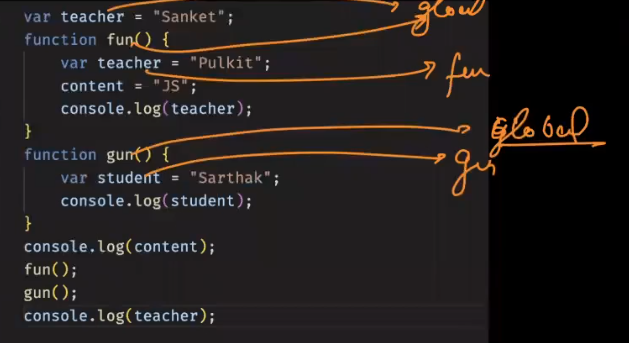 var teacher = "Sanket";
global
function fun() {
var teacher = "Pulkit";
fun
content = "JS";
console.log(teacher);
}
global
function gun() {
gun
var student = "Sarthak";
console.log(student);
}
console.log(content);
fun();
gun();
console.log(teacher);